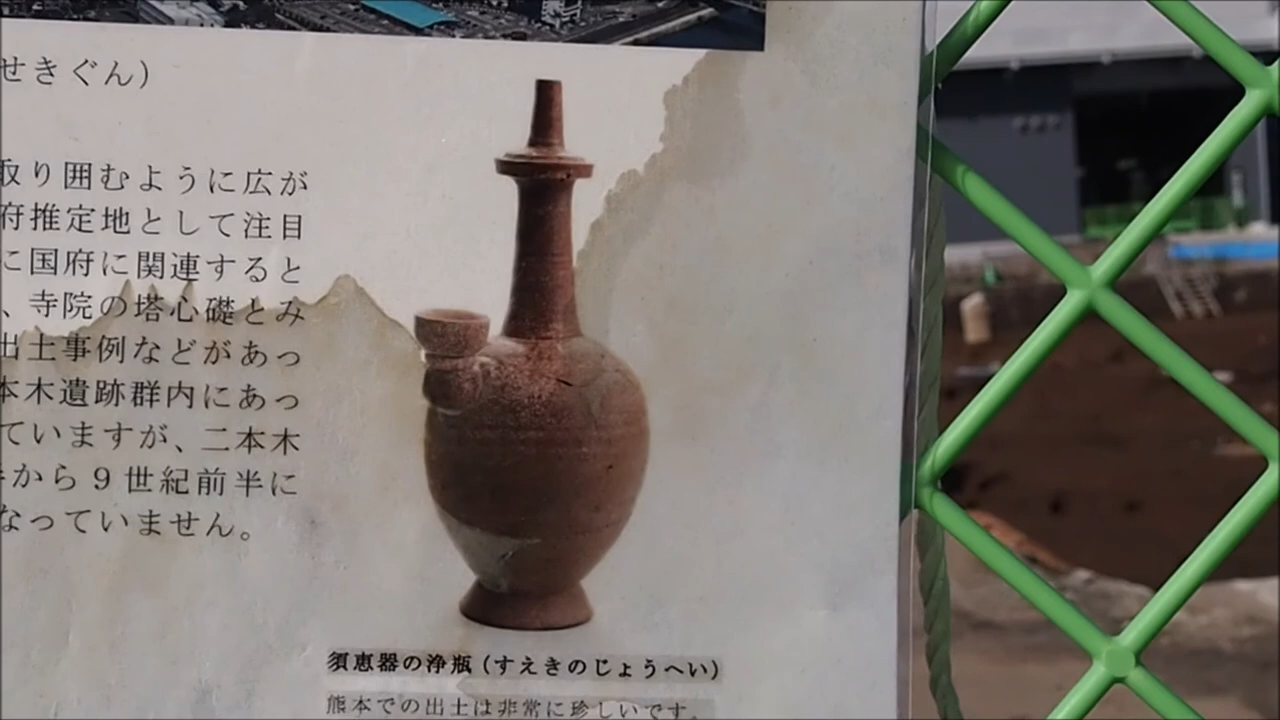 せきぐん）
取り囲むように広が
府推定地として注目
に国府に関連すると
、寺院の塔心礎とみ
出土事例などがあっ
本木遺跡群内にあっ
ていますが、二本木
から９世紀前半に
なっていません。
須恵器の浄瓶（すえきのじょうへい）
熊本での出土は非常に珍しいです。